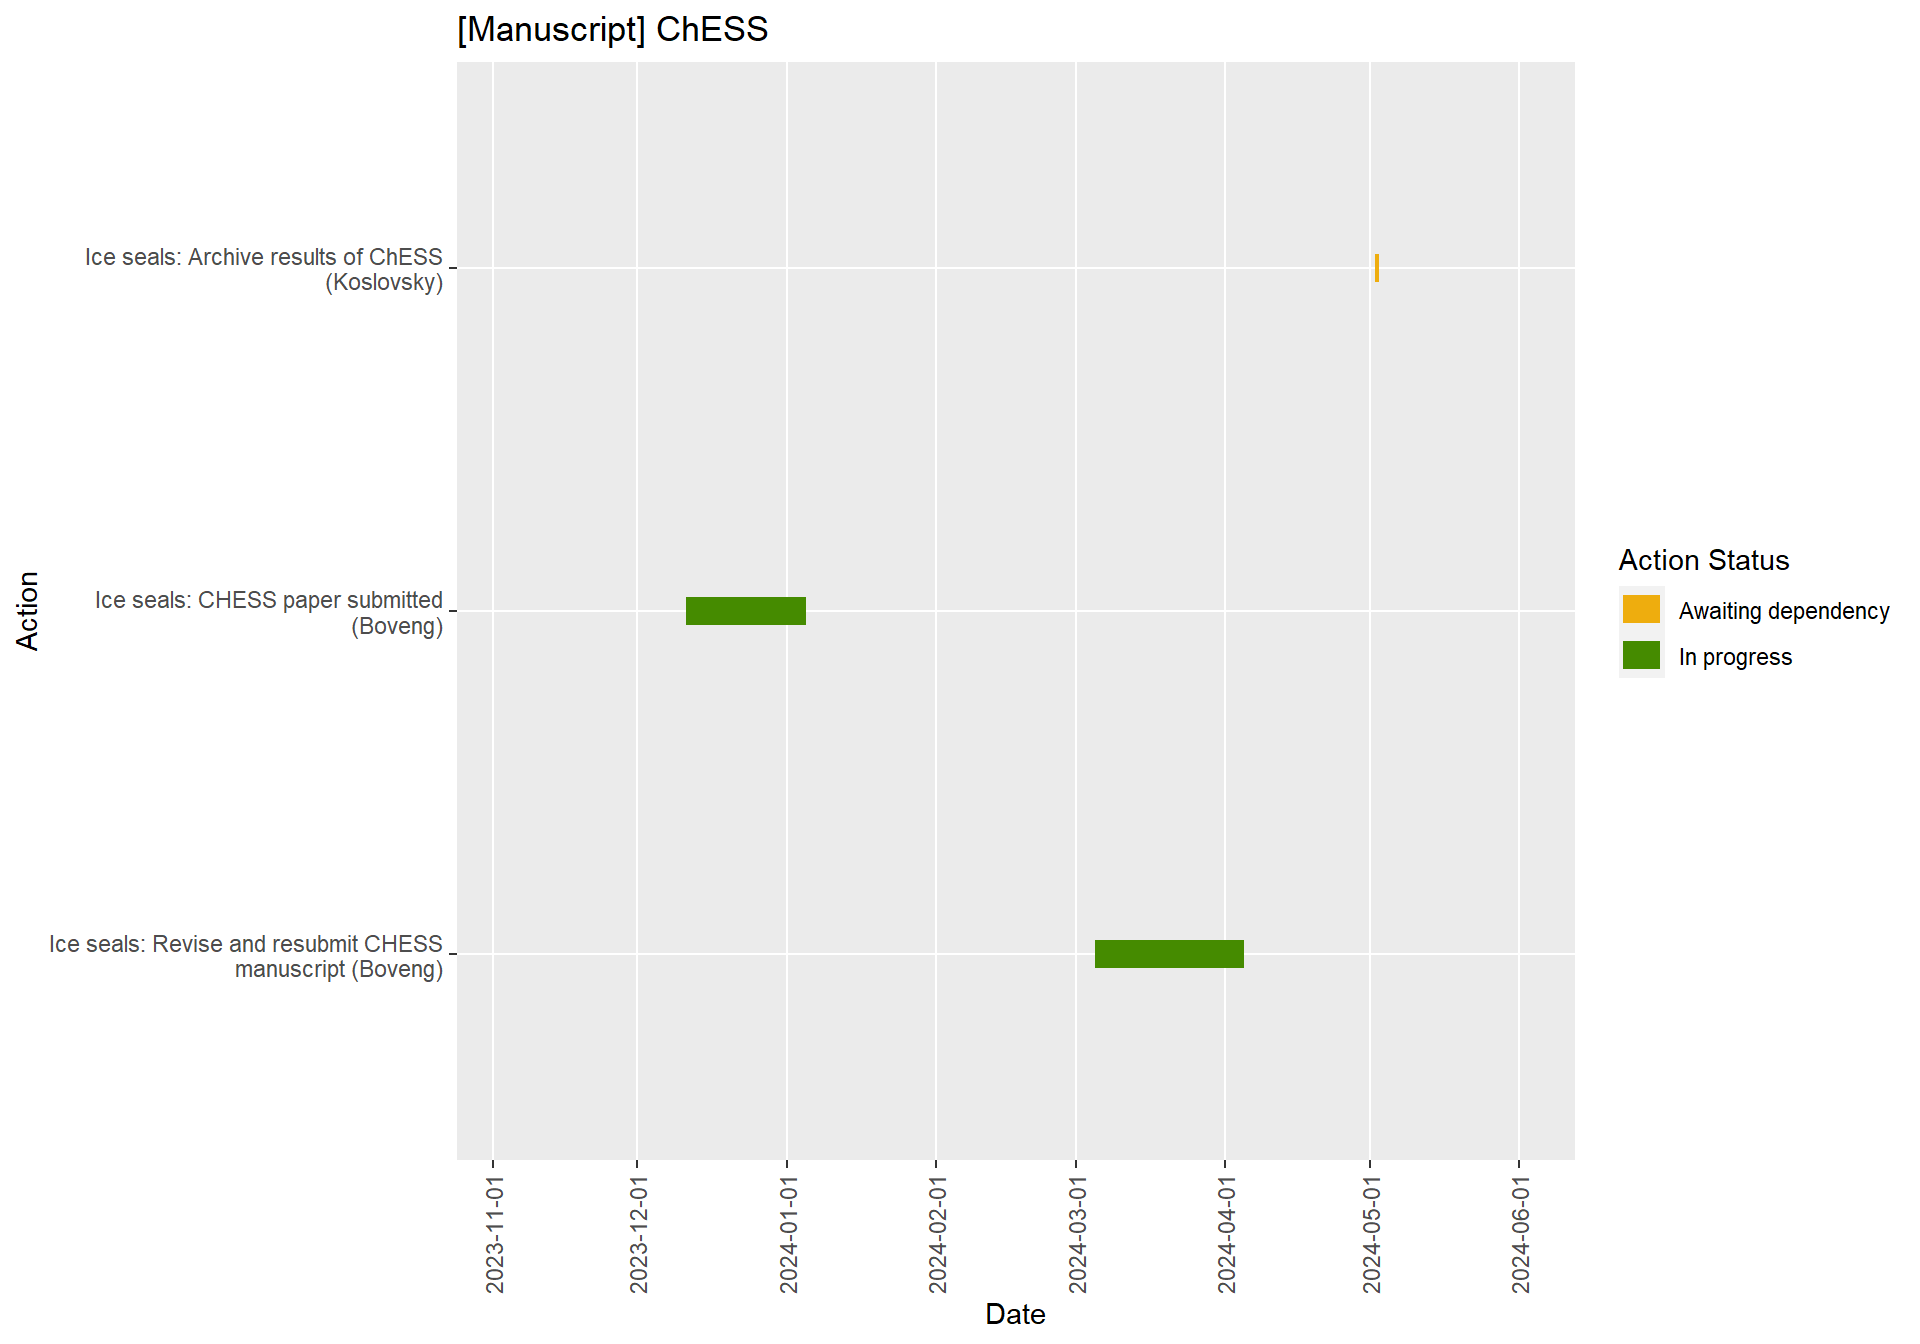 [Manuscript] ChESS
Action
Ice seals: Archive results of ChESS
(Koslovsky)
Ice seals: CHESS paper submitted
(Boveng)
Ice seals: Revise and resubmit CHESS
manuscript (Boveng)
2023-11-01
2023-12-01
2024-01-01
2024-02-01
2024-03-01
2024-04-01
2024-05-01
2024-06-01
Date
Action Status
Awaiting dependency
In progress